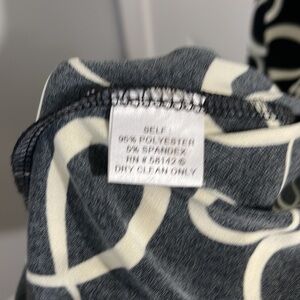 SELF:
95% POLYESTER
5% SPANDEX
RN # 58142 ©
DRY CLEAN ONLY